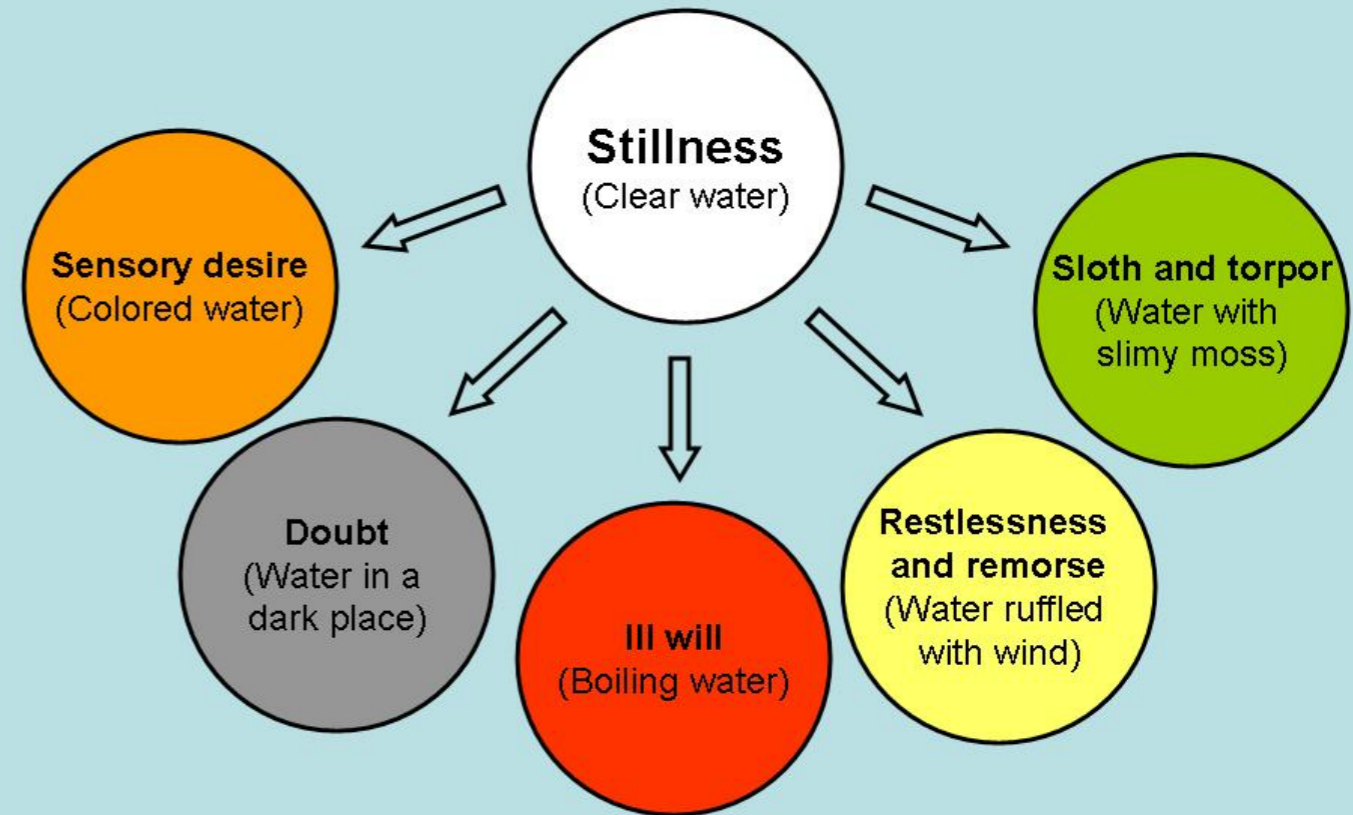 Stillness
(Clear water)
Sensory desire
(Colored water)
Sloth and torpor
(Water with
slimy moss)
Doubt
(Water in a
dark place)
Ill will
(Boiling water)
Restlessness
and remorse
(Water ruffled
with wind)